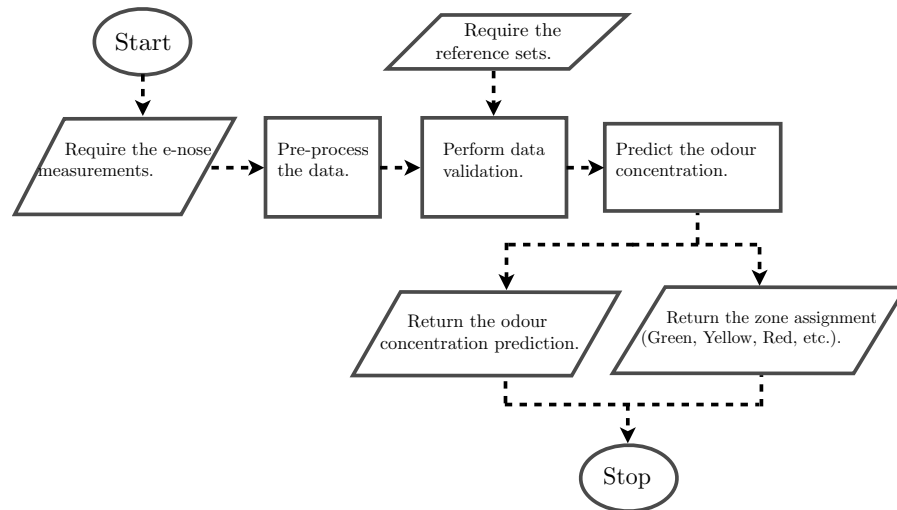 Start
Require the
reference sets.
Require the e-nose
measurements.
Pre-process
the data.
Perform data
validation.
Predict the odour
concentration.
Return the odour
concentration prediction.
Return the zone assignment
(Green, Yellow, Red, etc.).
Stop